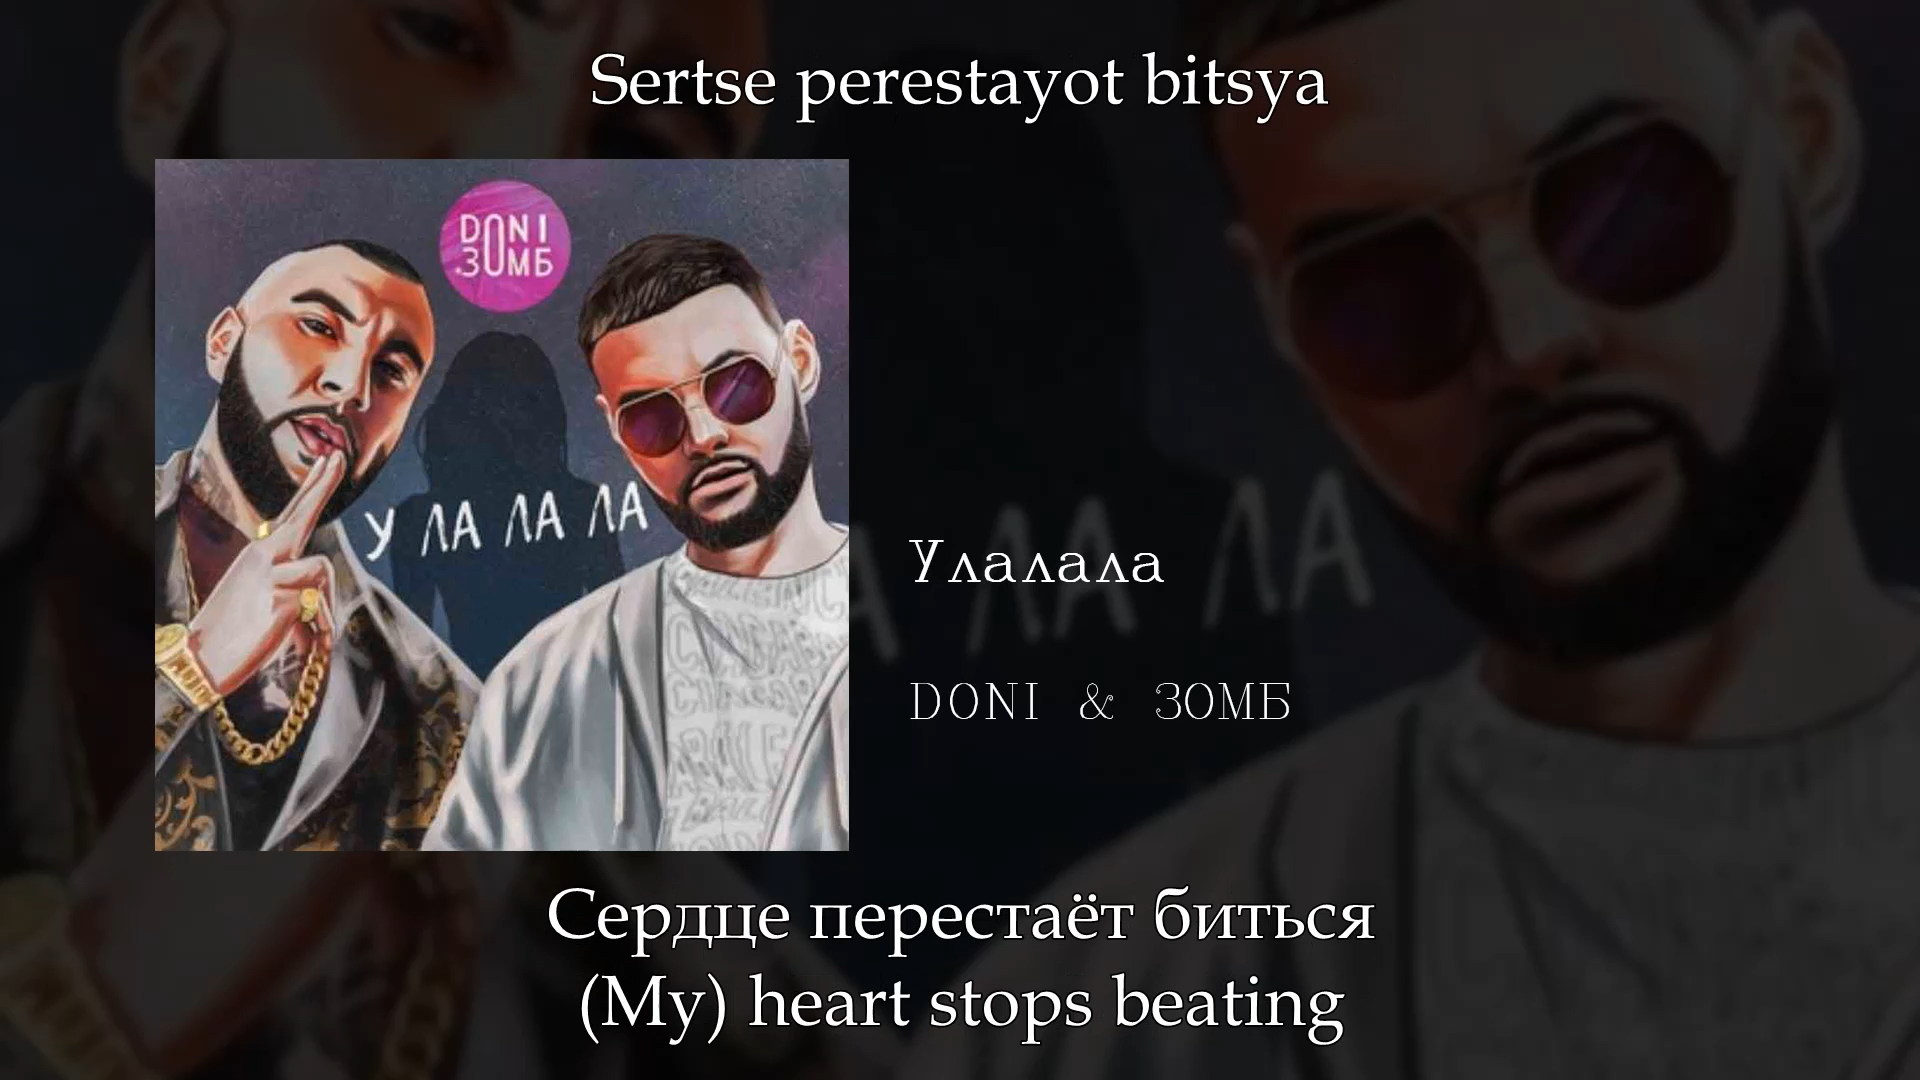 Sertse perestayot bitsya
DONI
ЗОМБ
У ЛА ЛА ЛА
Улалала
DONI & ЗОМБ
Сердце перестаёт биться
(My) heart stops beating